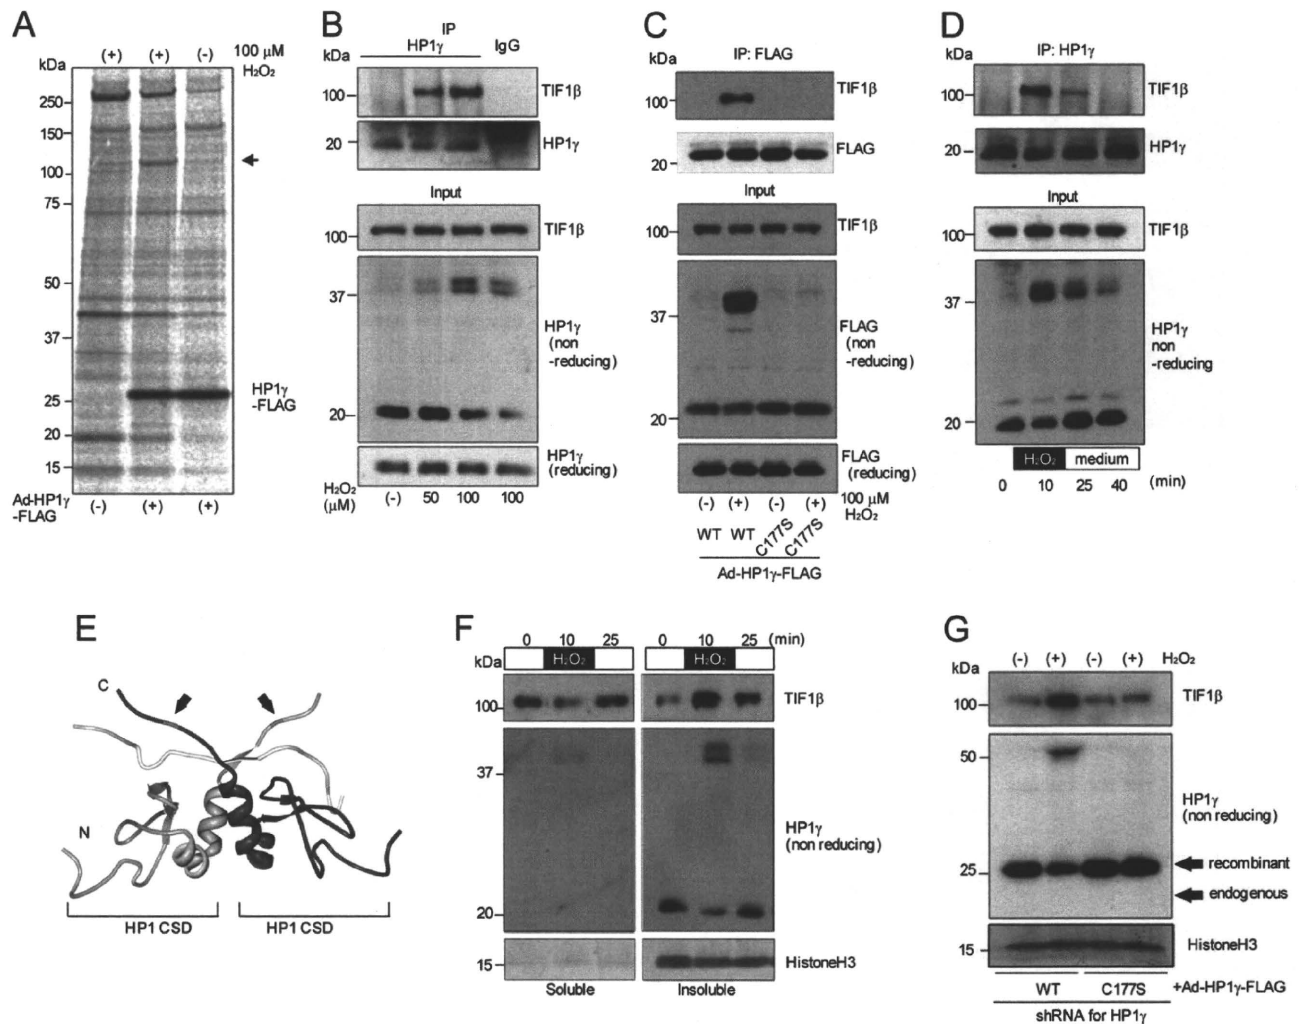 A
(+) (+) (-) 100 µM
H₂O₂
kDa
250
150
100
75
50
37
25
20
15
HP1γ
-FLAG
Ad-HP1γ
-FLAG
(-) (+) (+)
B
IP
HP1γ IgG
kDa
100
TIF1β
20
HP1γ
Input
100
TIF1β
37
HP1γ
(non
-reducing)
20
HP1γ
(reducing)
H₂O₂
(µM)
(-) 50 100 100
C
IP: FLAG
kDa
100
TIF1β
20
FLAG
Input
100
TIF1β
37
FLAG
(non
-reducing)
20
FLAG
(reducing)
(-) (+) (-) (+) 100 µM
H₂O₂
WT WT C177S C177S
Ad-HP1γ-FLAG
D
IP: HP1γ
kDa
100
TIF1β
20
HP1γ
Input
100
TIF1β
37
HP1γ
non
-reducing
20
H₂O₂ medium
0 10 25 40 (min)
E
C
N
HP1 CSD HP1 CSD
F
0 10 25 0 10 25 (min)
kDa
H₂O₂ H₂O₂
100
TIF1β
37
HP1γ
(non reducing)
20
15
HistoneH3
Soluble Insoluble
G
(-) (+) (-) (+) H₂O₂
kDa
100
TIF1β
50
HP1γ
(non reducing)
25
recombinant
endogenous
15
HistoneH3
WT C177S +Ad-HP1γ-FLAG
shRNA for HP1γ